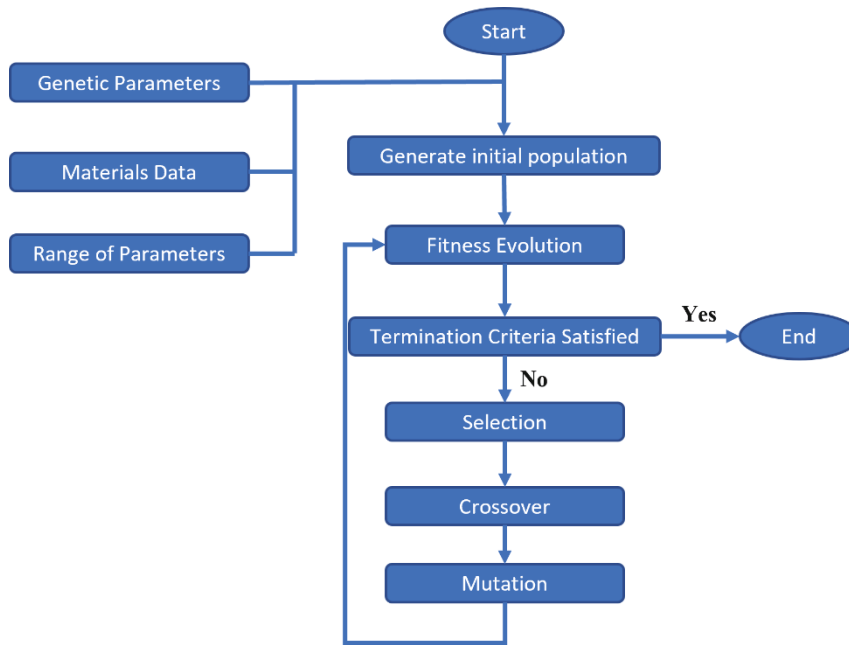 Start
Genetic Parameters
Generate initial population
Materials Data
Range of Parameters
Fitness Evolution
Termination Criteria Satisfied
Yes
End
No
Selection
Crossover
Mutation